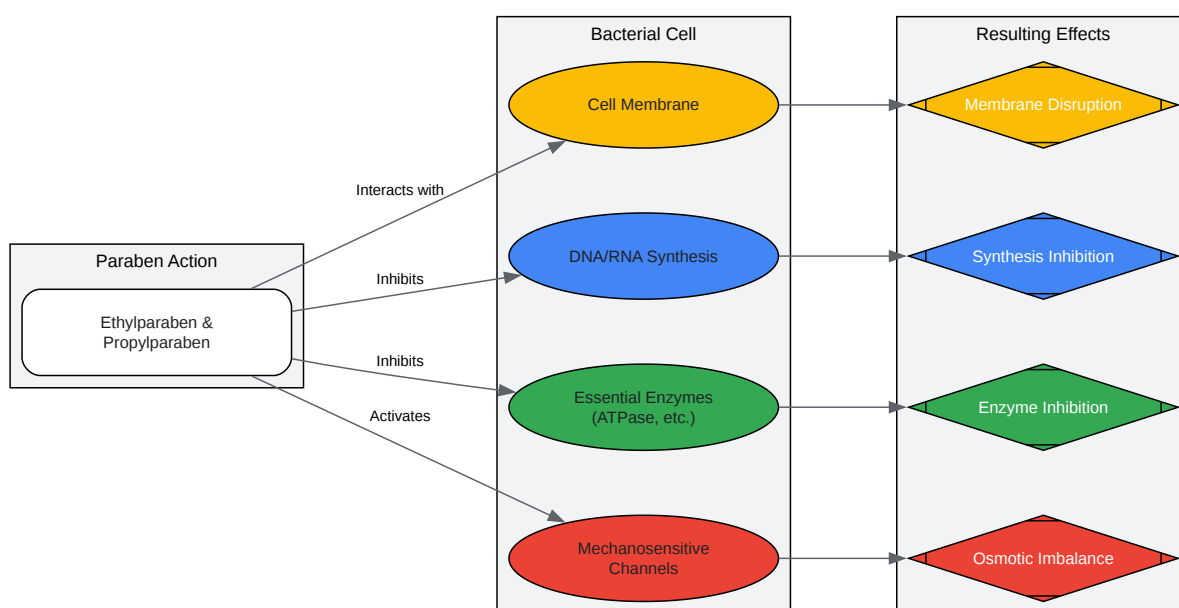 Bacterial Cell
Resulting Effects
Cell Membrane
Membrane Disruption
Interacts with
DNA/RNA Synthesis
Synthesis Inhibition
Paraben Action
Inhibits
Ethylparaben &
Propylparaben
Inhibits
Essential Enzymes
(ATPase, etc.)
Enzyme Inhibition
Activates
Mechanosensitive
Channels
Osmotic Imbalance